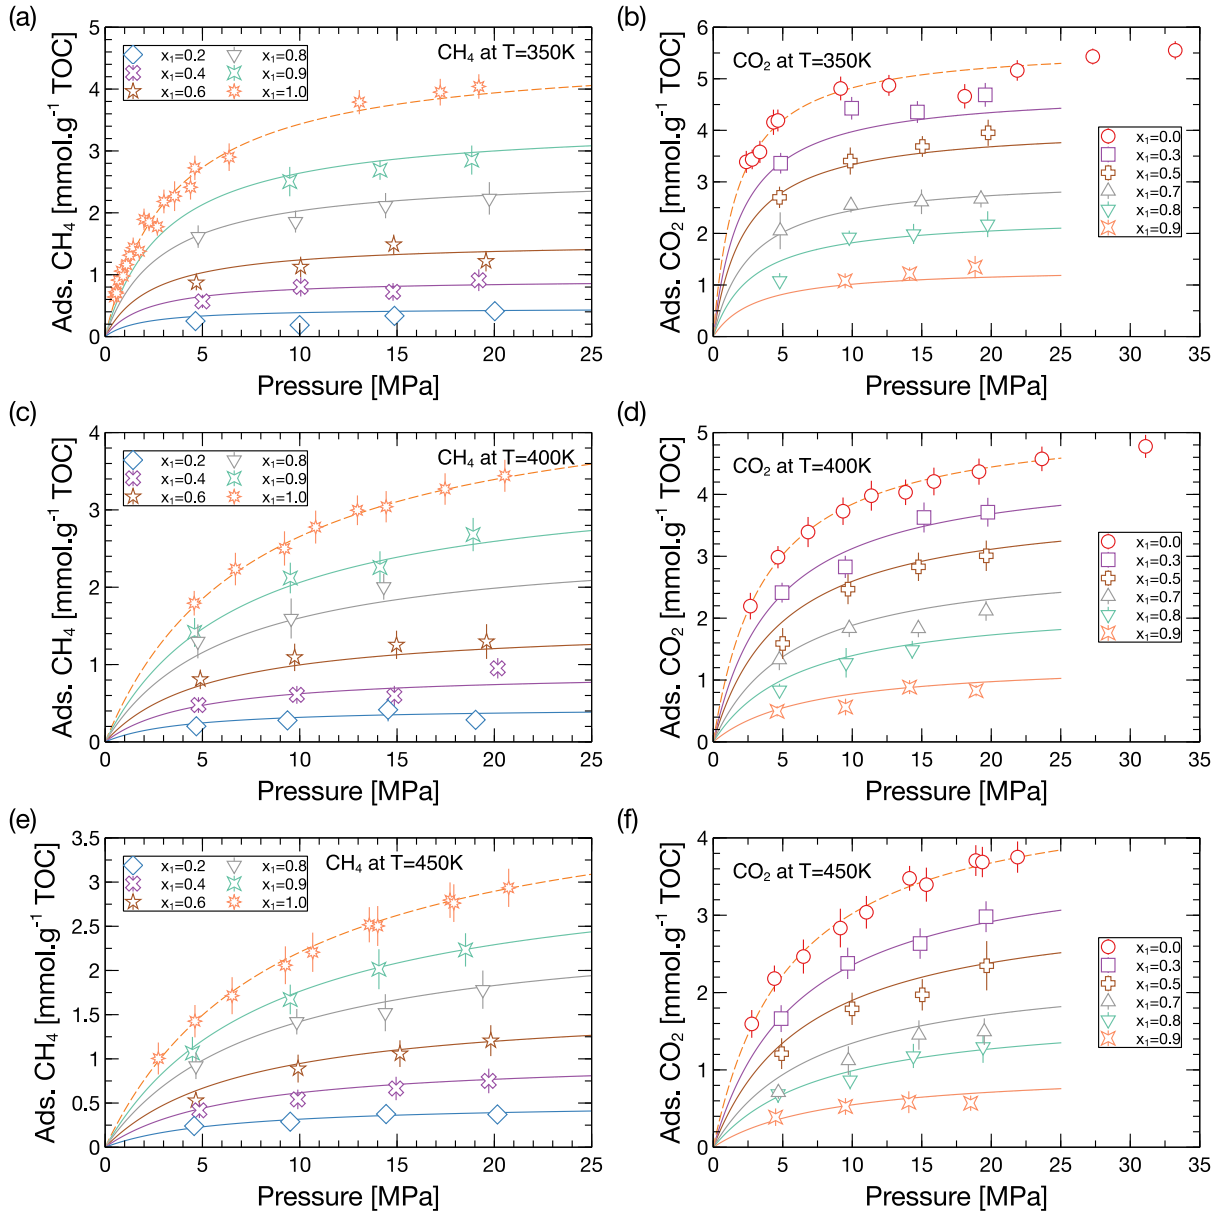 (a)
CH4 at T=350K
x1=0.2 x1=0.8
x1=0.4 x1=0.9
x1=0.6 x1=1.0
Ads. CH4 [mmol.g-1 TOC]
0 1 2 3 4 5
0 5 10 15 20 25
Pressure [MPa]
(b)
CO2 at T=350K
x1=0.0
x1=0.3
x1=0.5
x1=0.7
x1=0.8
x1=0.9
Ads. CO2 [mmol.g-1 TOC]
0 1 2 3 4 5 6
0 5 10 15 20 25 30 35
Pressure [MPa]
(c)
CH4 at T=400K
x1=0.2 x1=0.8
x1=0.4 x1=0.9
x1=0.6 x1=1.0
Ads. CH4 [mmol.g-1 TOC]
0 1 2 3 4
0 5 10 15 20 25
Pressure [MPa]
(d)
CO2 at T=400K
x1=0.0
x1=0.3
x1=0.5
x1=0.7
x1=0.8
x1=0.9
Ads. CO2 [mmol.g-1 TOC]
0 1 2 3 4 5
0 5 10 15 20 25 30 35
Pressure [MPa]
(e)
CH4 at T=450K
x1=0.2 x1=0.8
x1=0.4 x1=0.9
x1=0.6 x1=1.0
Ads. CH4 [mmol.g-1 TOC]
0 0.5 1 1.5 2 2.5 3 3.5
0 5 10 15 20 25
Pressure [MPa]
(f)
CO2 at T=450K
x1=0.0
x1=0.3
x1=0.5
x1=0.7
x1=0.8
x1=0.9
Ads. CO2 [mmol.g-1 TOC]
0 1 2 3 4
0 5 10 15 20 25 30 35
Pressure [MPa]